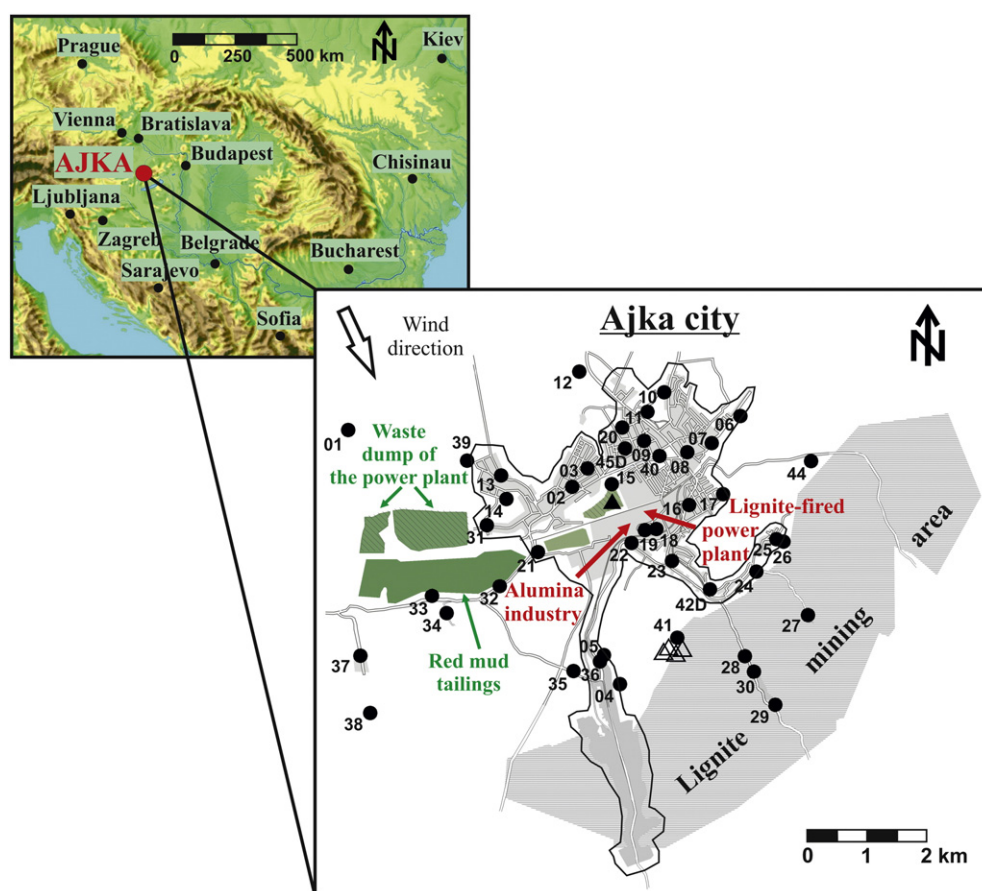 Prague
0 250 500 km
N
Kiev
Vienna
Bratislava
AJKA
Budapest
Chisinau
Ljubljana
Zagreb
Belgrade
Bucharest
Sarajevo
Sofia
Wind
direction
Ajka city
N
12
10
11
06
01
20
07
39
Waste
dump of
the power plant
03
45D
09
40
08
44
13
02
15
14
16
17
Lignite-fired
power
plant
31
19
18
22
25
26
area
21
23
24
32
Alumina
industry
42D
33
34
41
27
mining
Red mud
tailings
05
28
37
36
35
30
04
38
29
Lignite
0 1 2 km